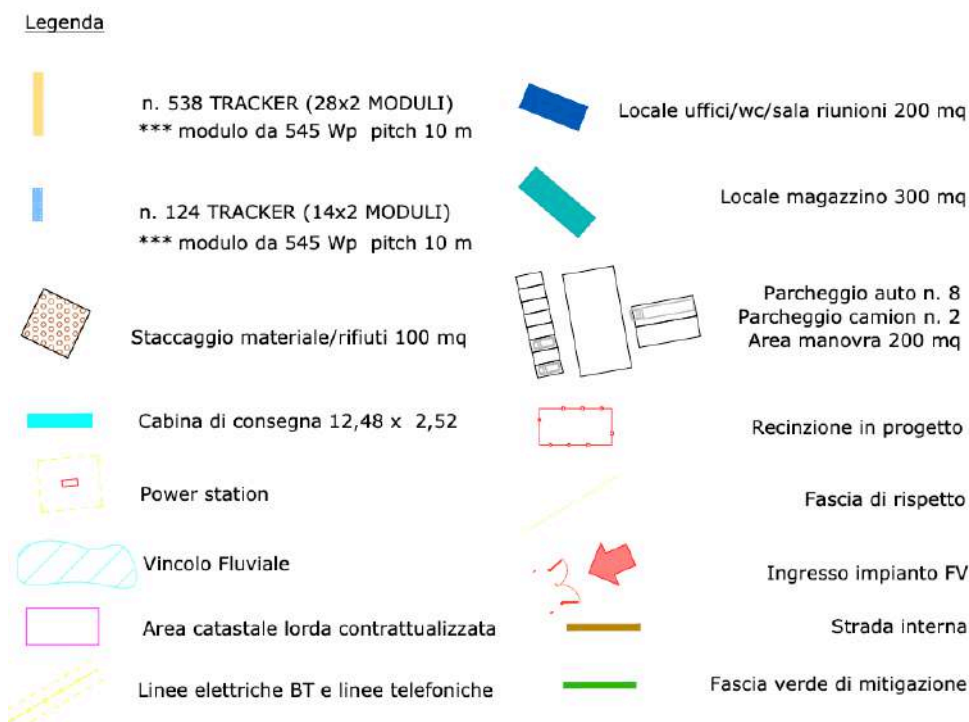 Legenda
n. 538 TRACKER (28x2 MODULI)
*** modulo da 545 Wp pitch 10 m
n. 124 TRACKER (14x2 MODULI)
*** modulo da 545 Wp pitch 10 m
Staccaggio materiale/rifiuti 100 mq
Cabina di consegna 12,48 x 2,52
Power station
Vincolo Fluviale
Area catastale lorda contrattualizzata
Linee elettriche BT e linee telefoniche
Locale uffici/wc/sala riunioni 200 mq
Locale magazzino 300 mq
Parcheggio auto n. 8
Parcheggio camion n. 2
Area manovra 200 mq
Recinzione in progetto
Fascia di rispetto
Ingresso impianto FV
Strada interna
Fascia verde di mitigazione